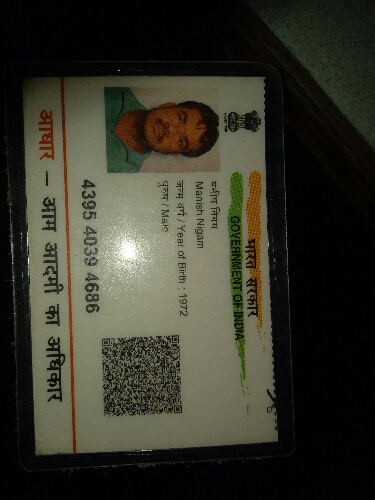 भारत सरकार
GOVERNMENT OF INDIA
मनीष निगम
Manish Nigam
जन्म वर्ष / Year of Birth : 1972
पुरुष / Male
4395 4039 4686
आधार – आम आदमी का अधिकार